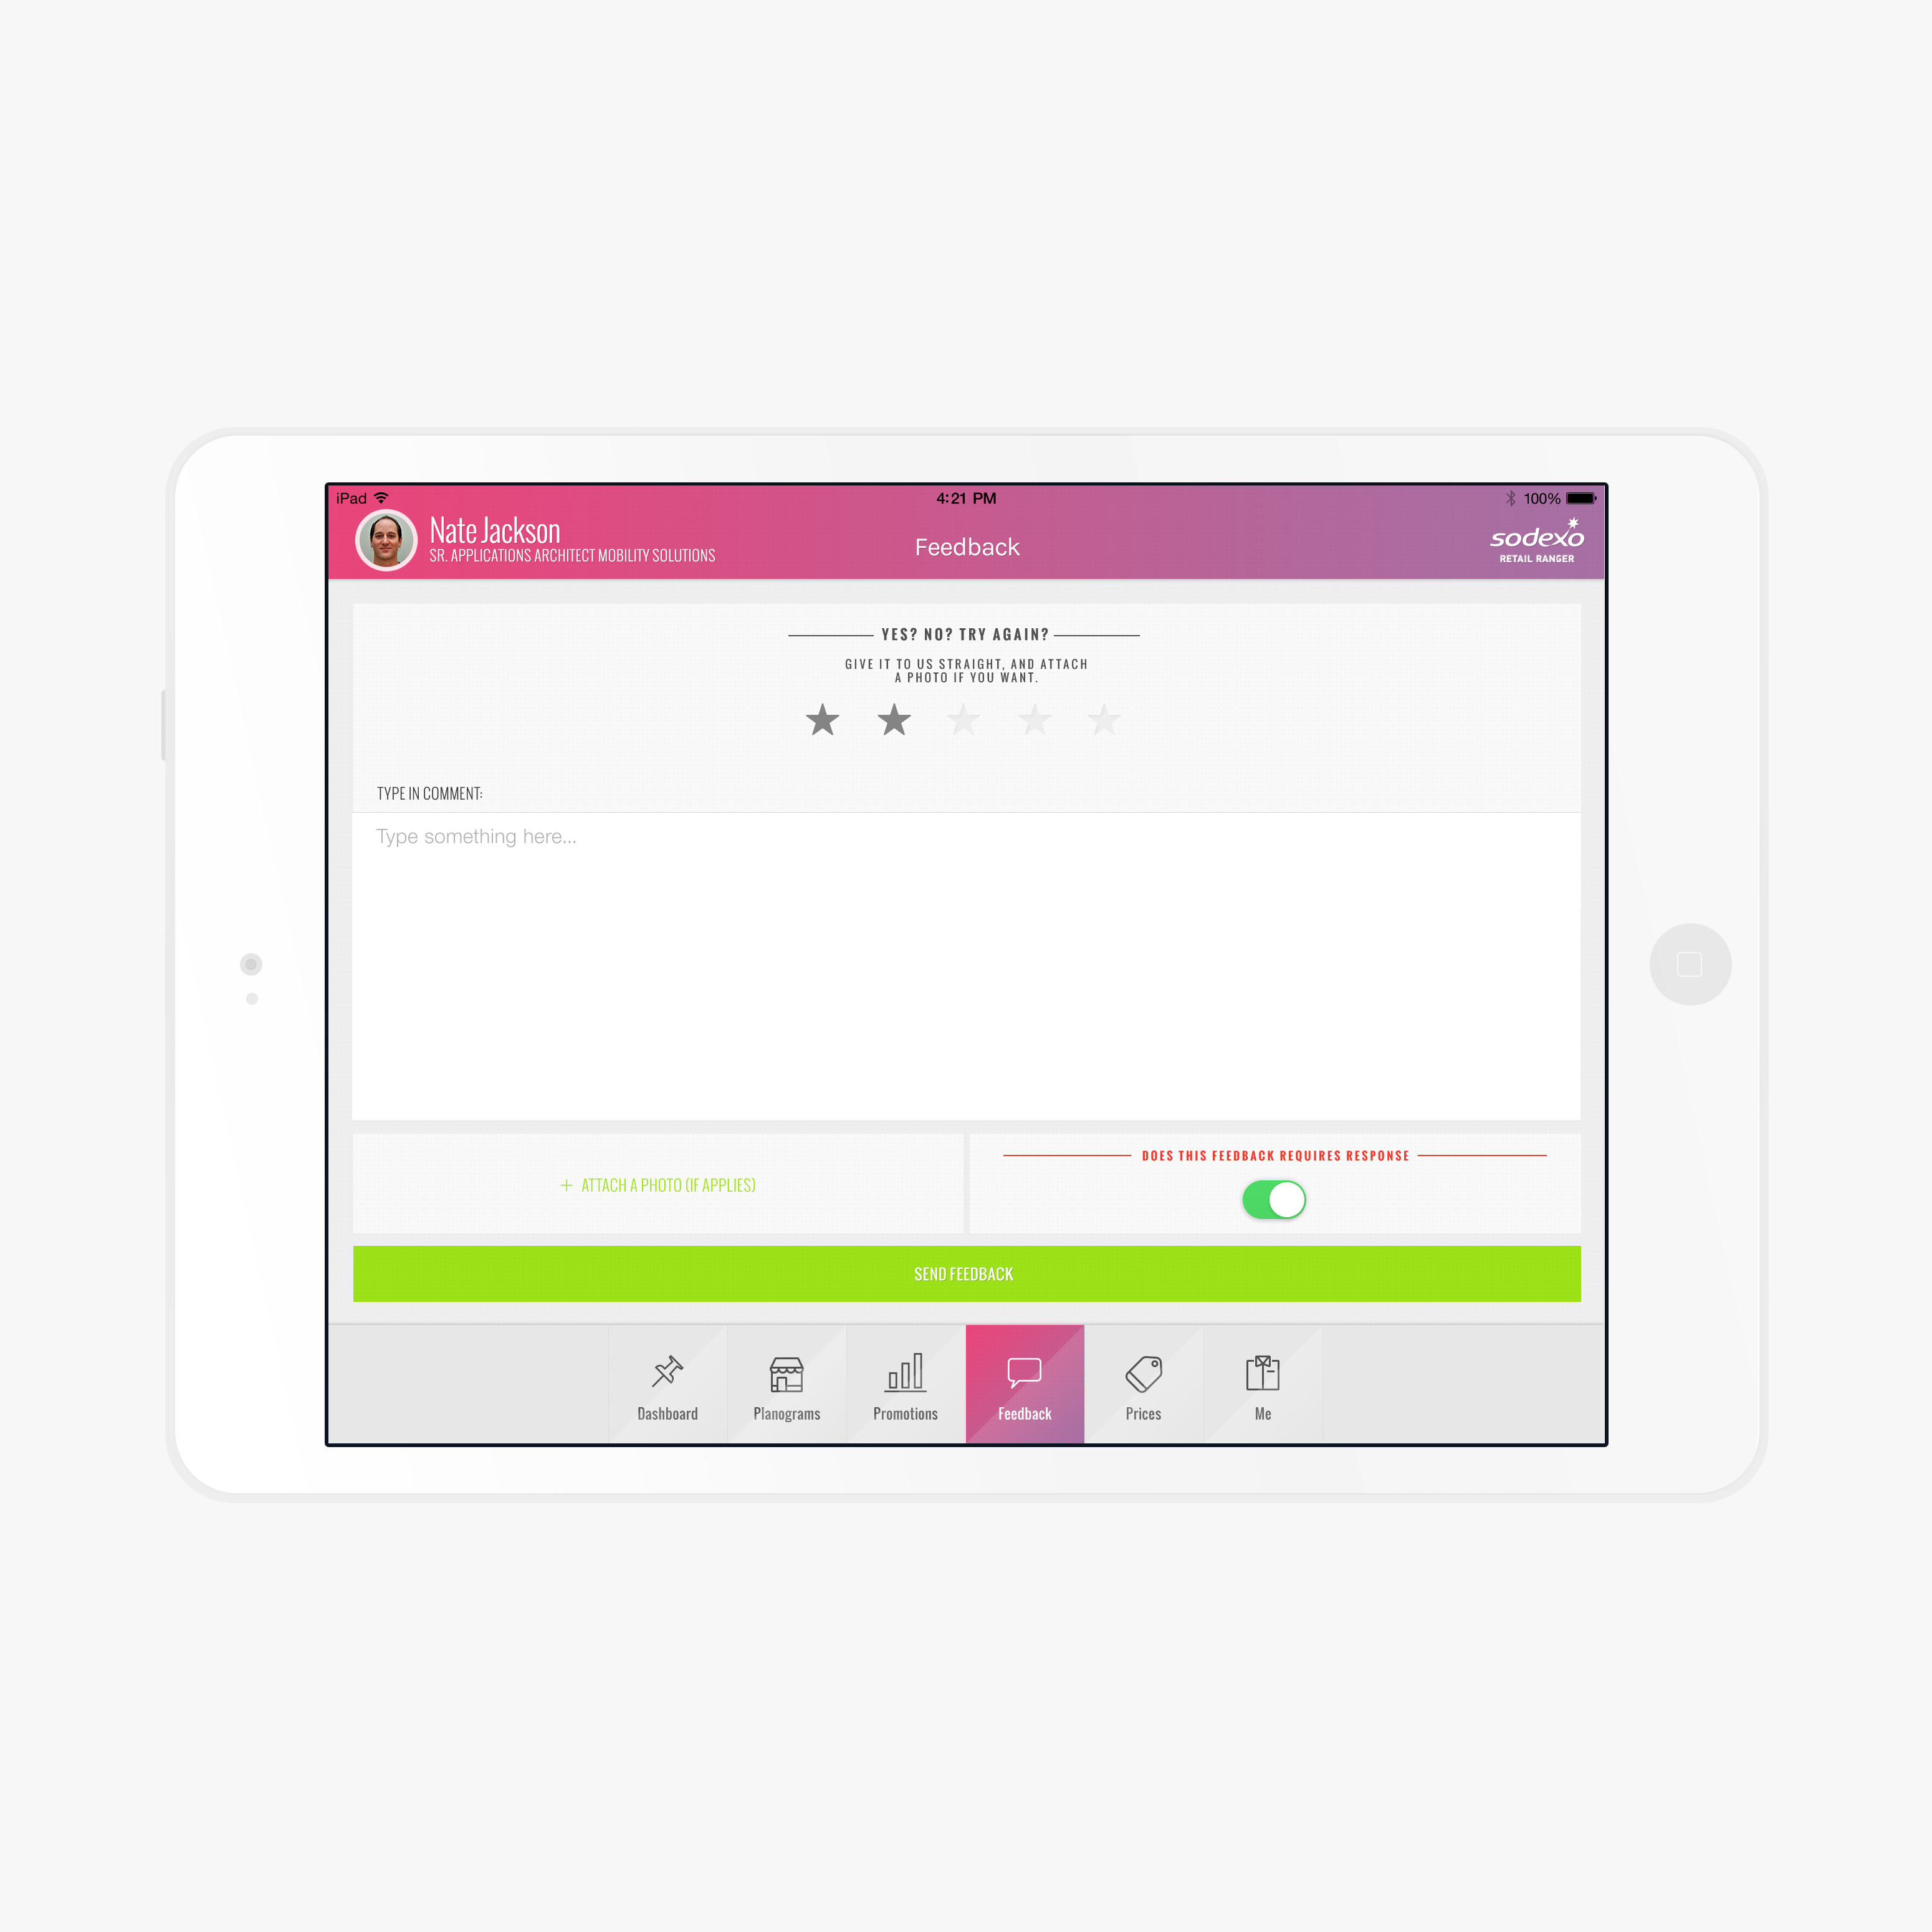 iPad
4:21 PM
100%
Nate Jackson
SR. APPLICATIONS ARCHITECT MOBILITY SOLUTIONS
Feedback
sodexo
RETAIL RANGER
YES? NO? TRY AGAIN?
GIVE IT TO US STRAIGHT, AND ATTACH
A PHOTO IF YOU WANT.
TYPE IN COMMENT:
Type something here...
+ ATTACH A PHOTO (IF APPLIES)
DOES THIS FEEDBACK REQUIRES RESPONSE
SEND FEEDBACK
Dashboard
Planograms
Promotions
Feedback
Prices
Me